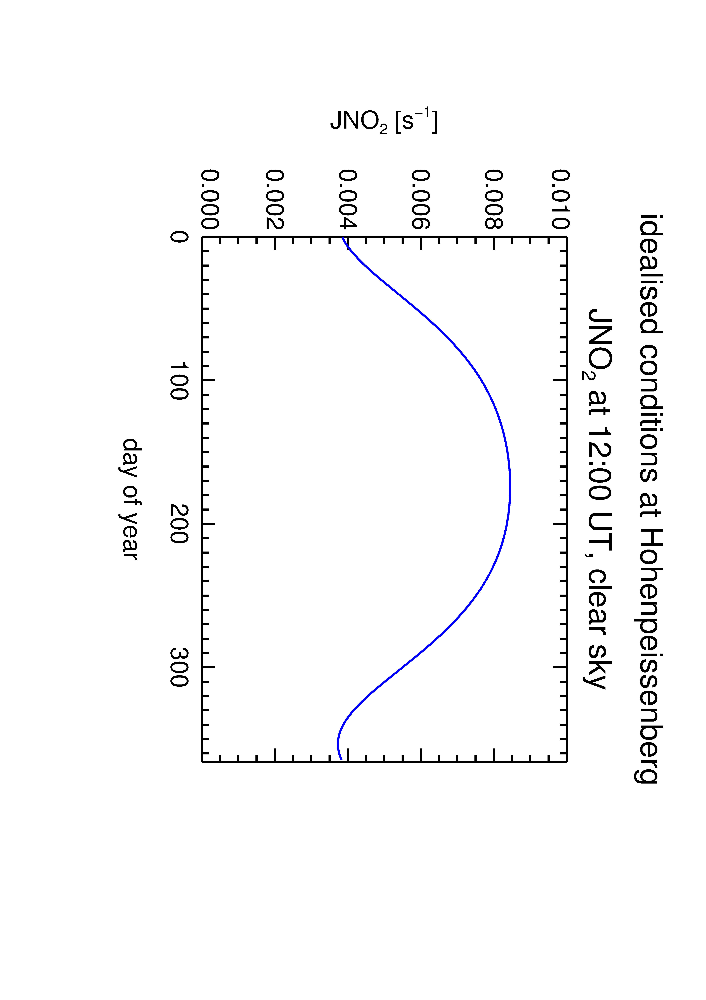 idealised conditions at Hohenpeissenberg
JNO₂ at 12:00 UT, clear sky
JNO₂ [s⁻¹]
0.010
0.008
0.006
0.004
0.002
0.000
0 100 200 300
day of year